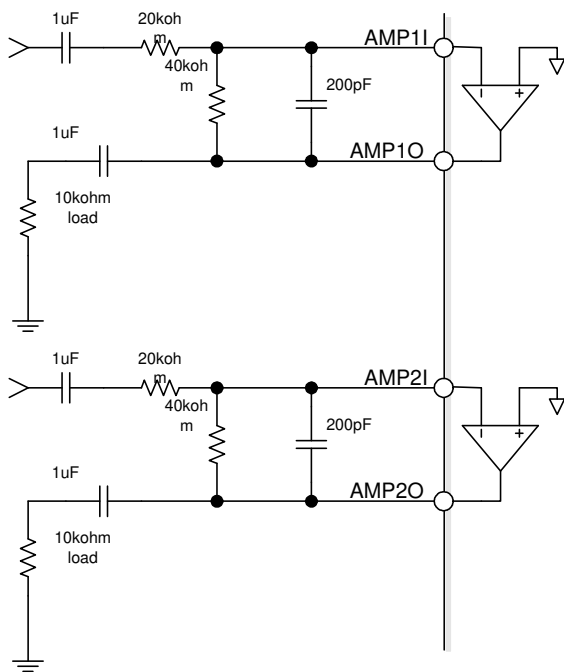 1uF
20koh
m
AMP1I
40koh
m
200pF
1uF
AMP1O
10kohm
load
1uF
20koh
m
AMP2I
40koh
m
200pF
1uF
AMP2O
10kohm
load